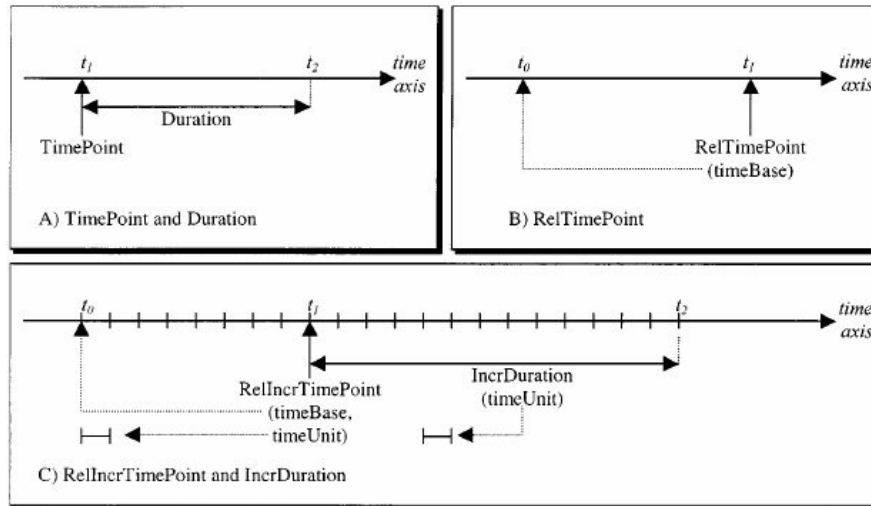 t1
t2
time
axis
Duration
TimePoint
A) TimePoint and Duration
t0
t1
time
axis
RelTimePoint
(timeBase)
B) RelTimePoint
t0
t1
t2
time
axis
RelIncrTimePoint
(timeBase,
timeUnit)
IncrDuration
(timeUnit)
C) RelIncrTimePoint and IncrDuration